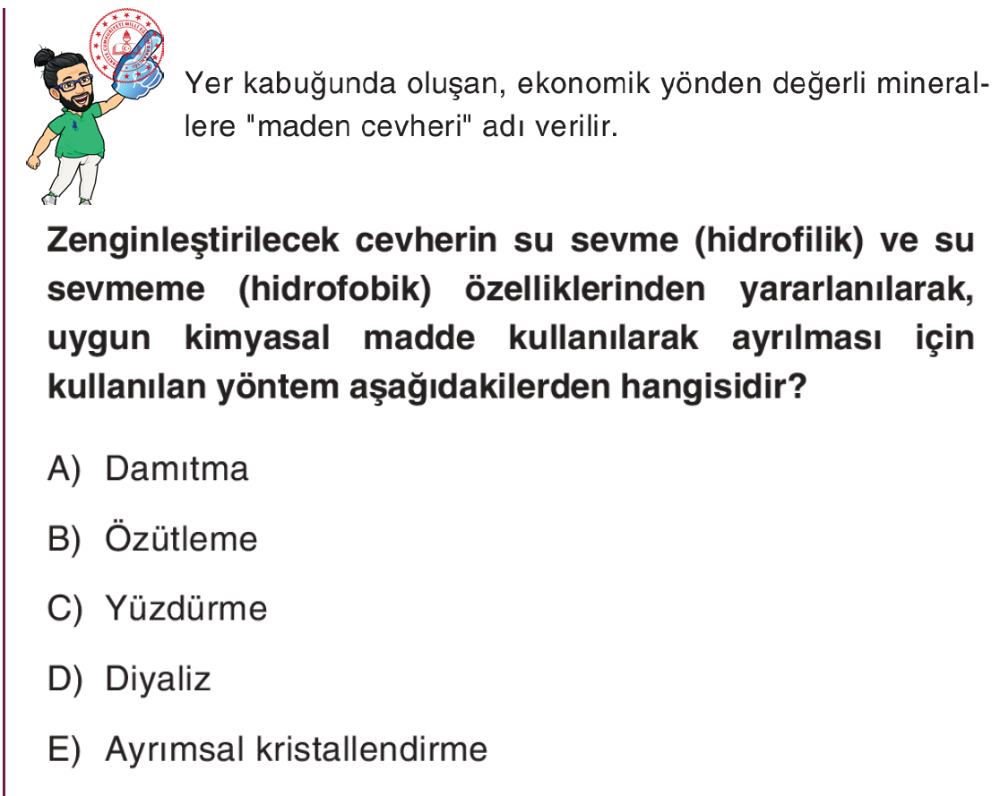 Yer kabuğunda oluşan, ekonomik yönden değerli mineral-
lere "maden cevheri" adı verilir.
Zenginleştirilecek cevherin su sevme (hidrofilik) ve su
sevmeme (hidrofobik) özelliklerinden yararlanılarak,
uygun kimyasal madde kullanılarak ayrılması için
kullanılan yöntem aşağıdakilerden hangisidir?
A) Damıtma
B) Özütleme
C) Yüzdürme
D) Diyaliz
E) Ayrımsal kristallendirme